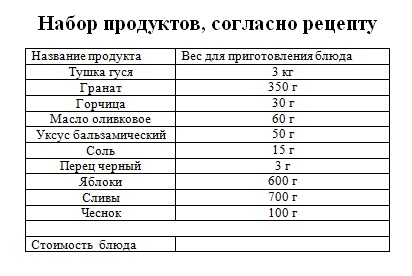 Набор продуктов, согласно рецепту
Название продукта Вес для приготовления блюда
Тушка гуся 3 кг
Гранат 350 г
Горчица 30 г
Масло оливковое 60 г
Уксус бальзамический 50 г
Соль 15 г
Перец черный 3 г
Яблоки 600 г
Сливы 700 г
Чеснок 100 г
Стоимость блюда